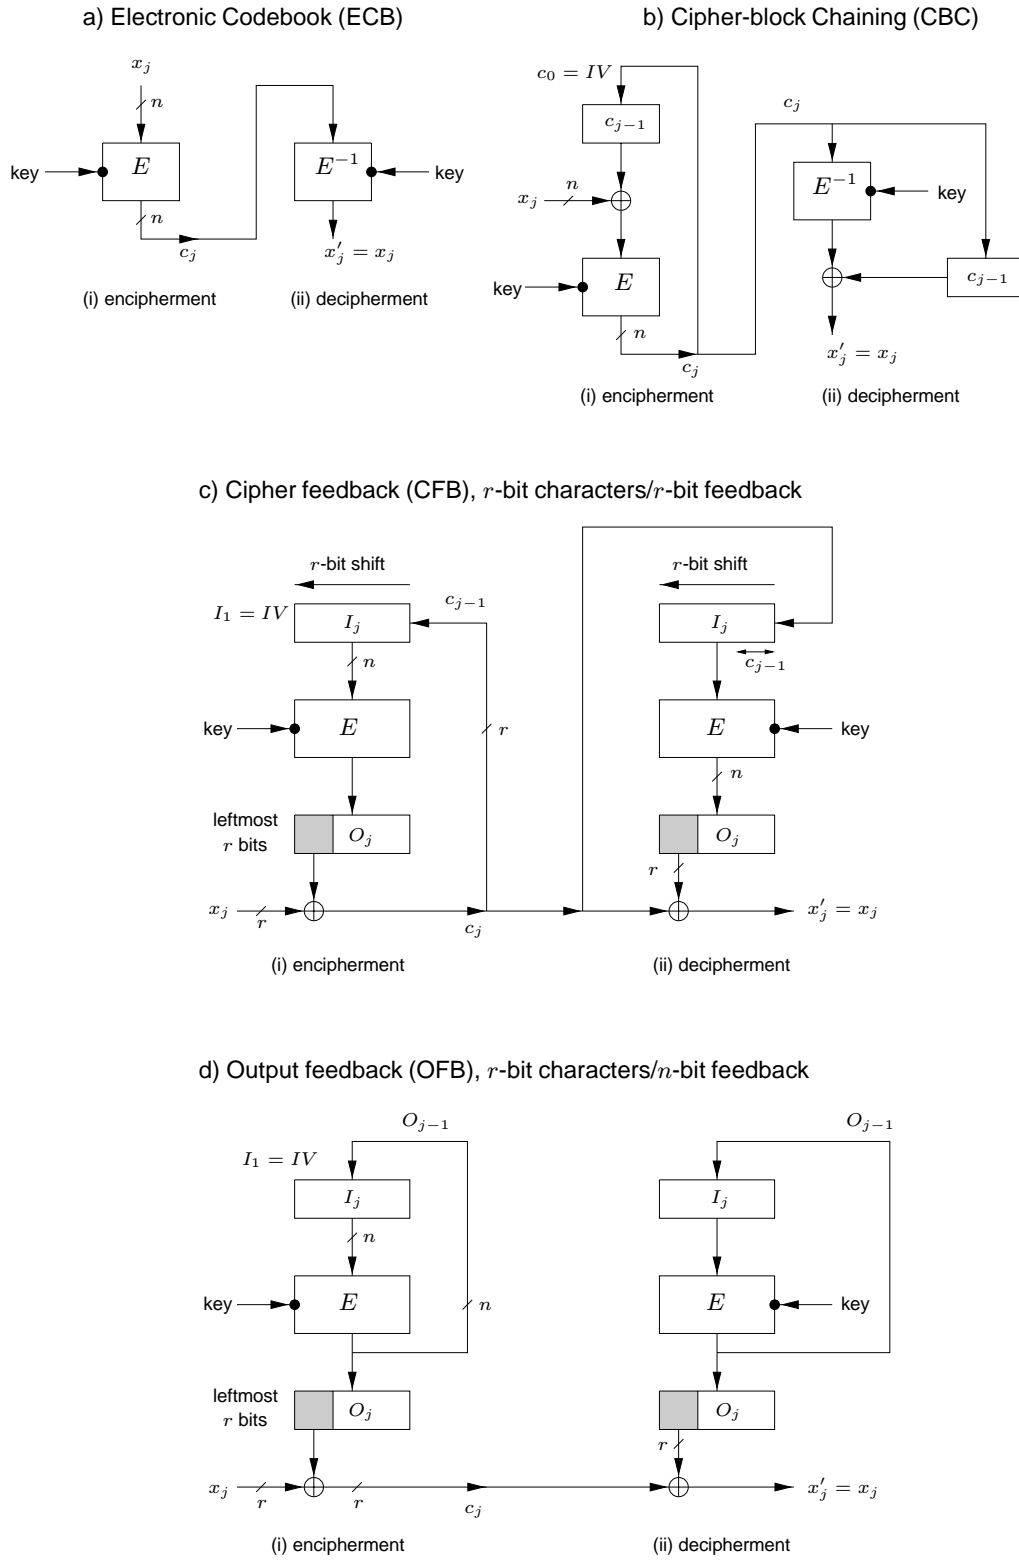 a) Electronic Codebook (ECB)
x_j
n
key
E
n
c_j
E^{-1}
key
x'_j = x_j
(i) encipherment
(ii) decipherment
b) Cipher-block Chaining (CBC)
c_0 = IV
c_{j-1}
n
x_j
key
E
n
c_j
c_j
E^{-1}
key
c_{j-1}
x'_j = x_j
(i) encipherment
(ii) decipherment
c) Cipher feedback (CFB), r-bit characters/r-bit feedback
r-bit shift
I_1 = IV
I_j
c_{j-1}
n
key
E
r
leftmost
r bits
O_j
x_j
r
c_j
(i) encipherment
r-bit shift
I_j
c_{j-1}
E
key
n
O_j
r
x'_j = x_j
(ii) decipherment
d) Output feedback (OFB), r-bit characters/n-bit feedback
O_{j-1}
I_1 = IV
I_j
n
key
E
n
leftmost
r bits
O_j
x_j
r
r
c_j
(i) encipherment
O_{j-1}
I_j
E
key
O_j
r
x'_j = x_j
(ii) decipherment